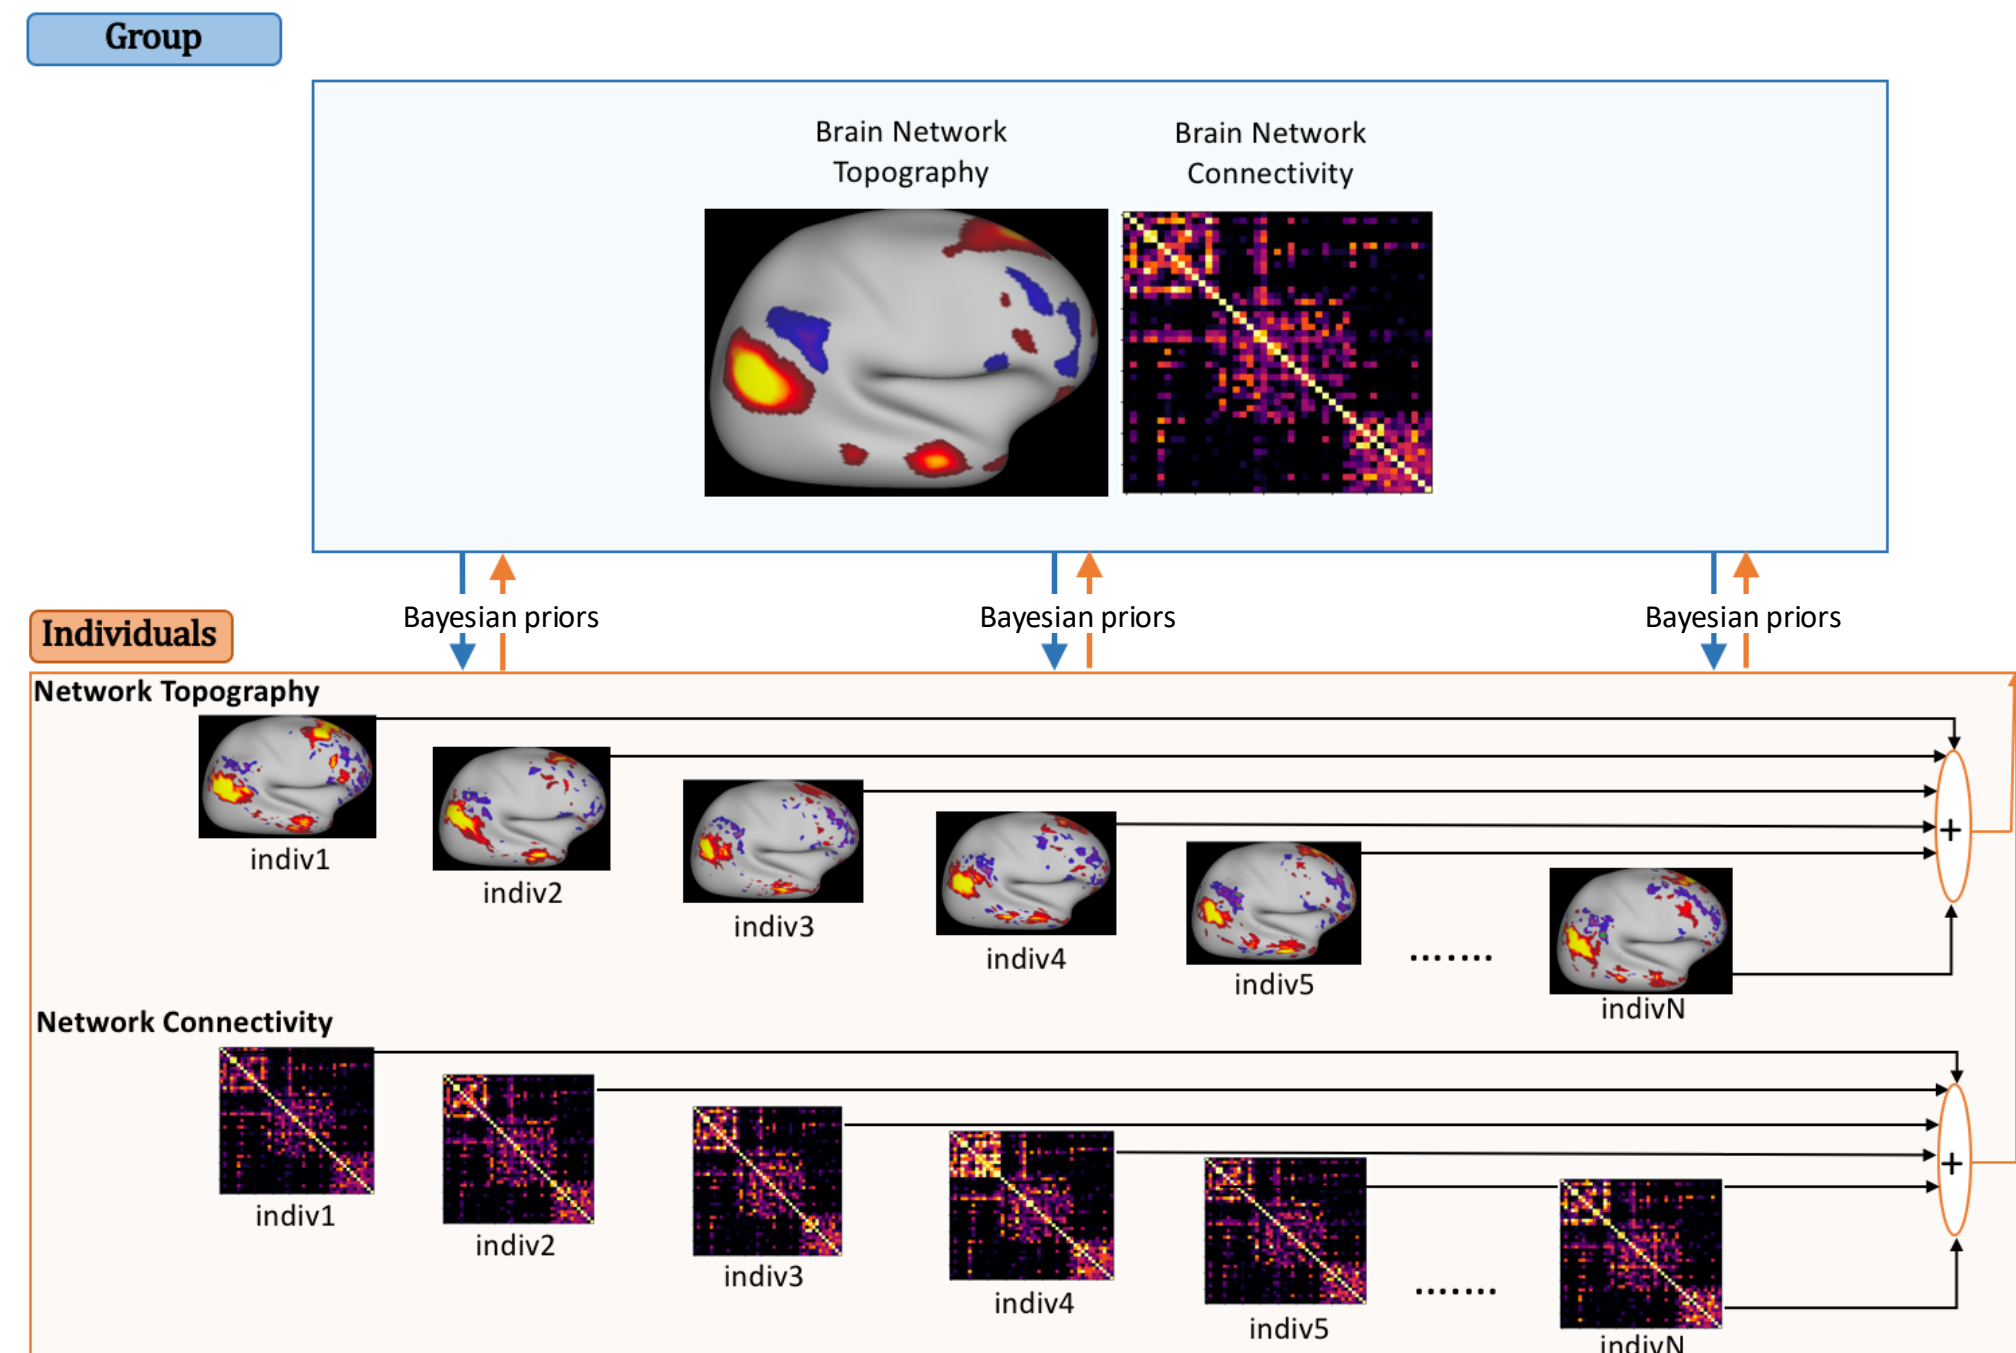 Group
Brain Network
Topography
Brain Network
Connectivity
Bayesian priors
Bayesian priors
Bayesian priors
Individuals
Network Topography
indiv1
indiv2
indiv3
indiv4
indiv5
.......
indivN
+
Network Connectivity
indiv1
indiv2
indiv3
indiv4
indiv5
.......
indivN
+